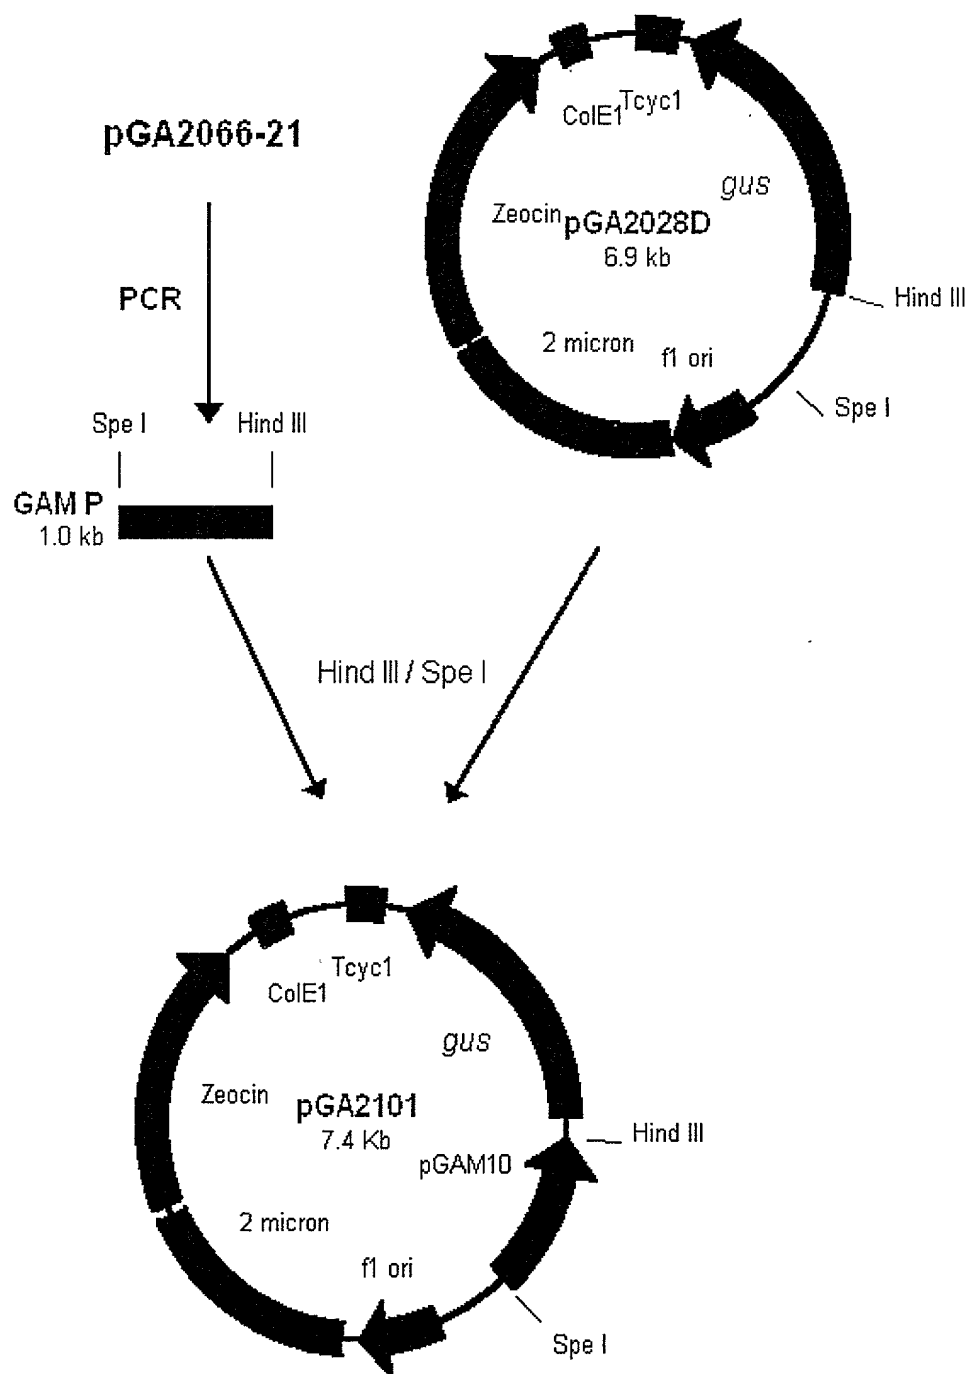 pGA2066-21
PCR
Spe I
Hind III
GAM P
1.0 kb
ColE1
Tcyc1
gus
Zeocin
pGA2028D
6.9 kb
2 micron
f1 ori
Hind III
Spe I
Hind III / Spe I
Tcyc1
ColE1
gus
Zeocin
pGA2101
7.4 Kb
pGAM10
Hind III
2 micron
f1 ori
Spe I